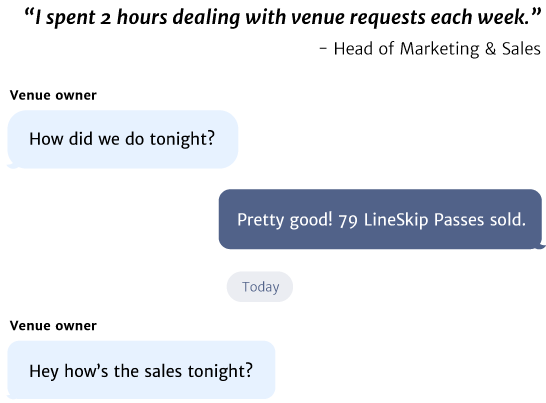 “I spent 2 hours dealing with venue requests each week.”
– Head of Marketing & Sales
Venue owner
How did we do tonight?
Pretty good! 79 LineSkip Passes sold.
Today
Venue owner
Hey how’s the sales tonight?